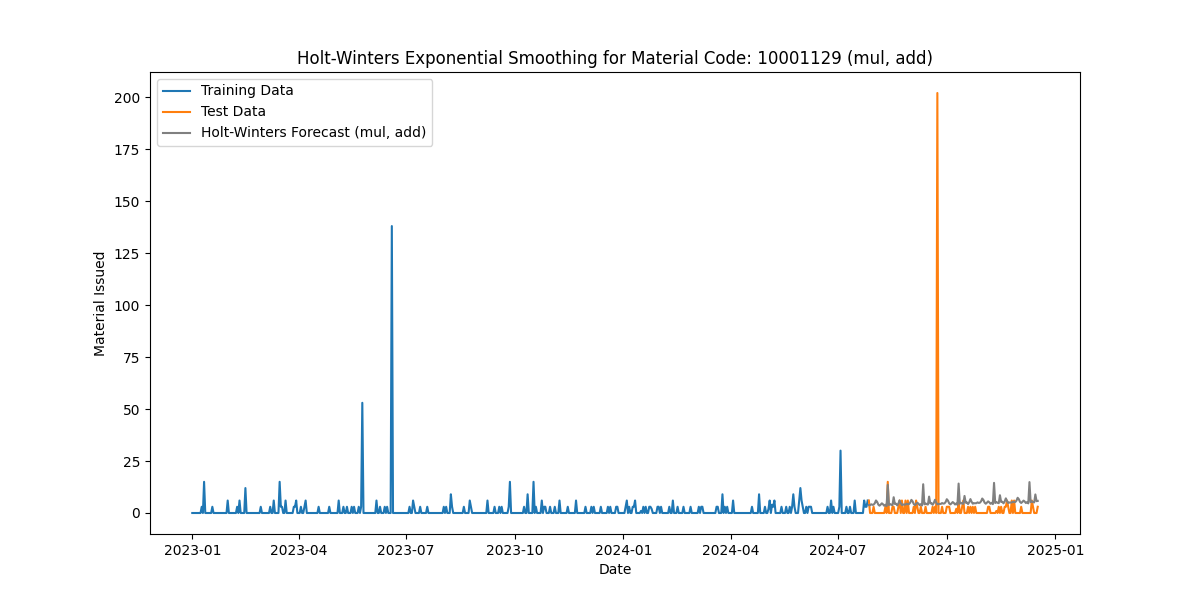 Holt-Winters Exponential Smoothing for Material Code: 10001129 (mul, add)
Training Data
Test Data
Holt-Winters Forecast (mul, add)
Material Issued
200
175
150
125
100
75
50
25
0
2023-01 2023-04 2023-07 2023-10 2024-01 2024-04 2024-07 2024-10 2025-01
Date